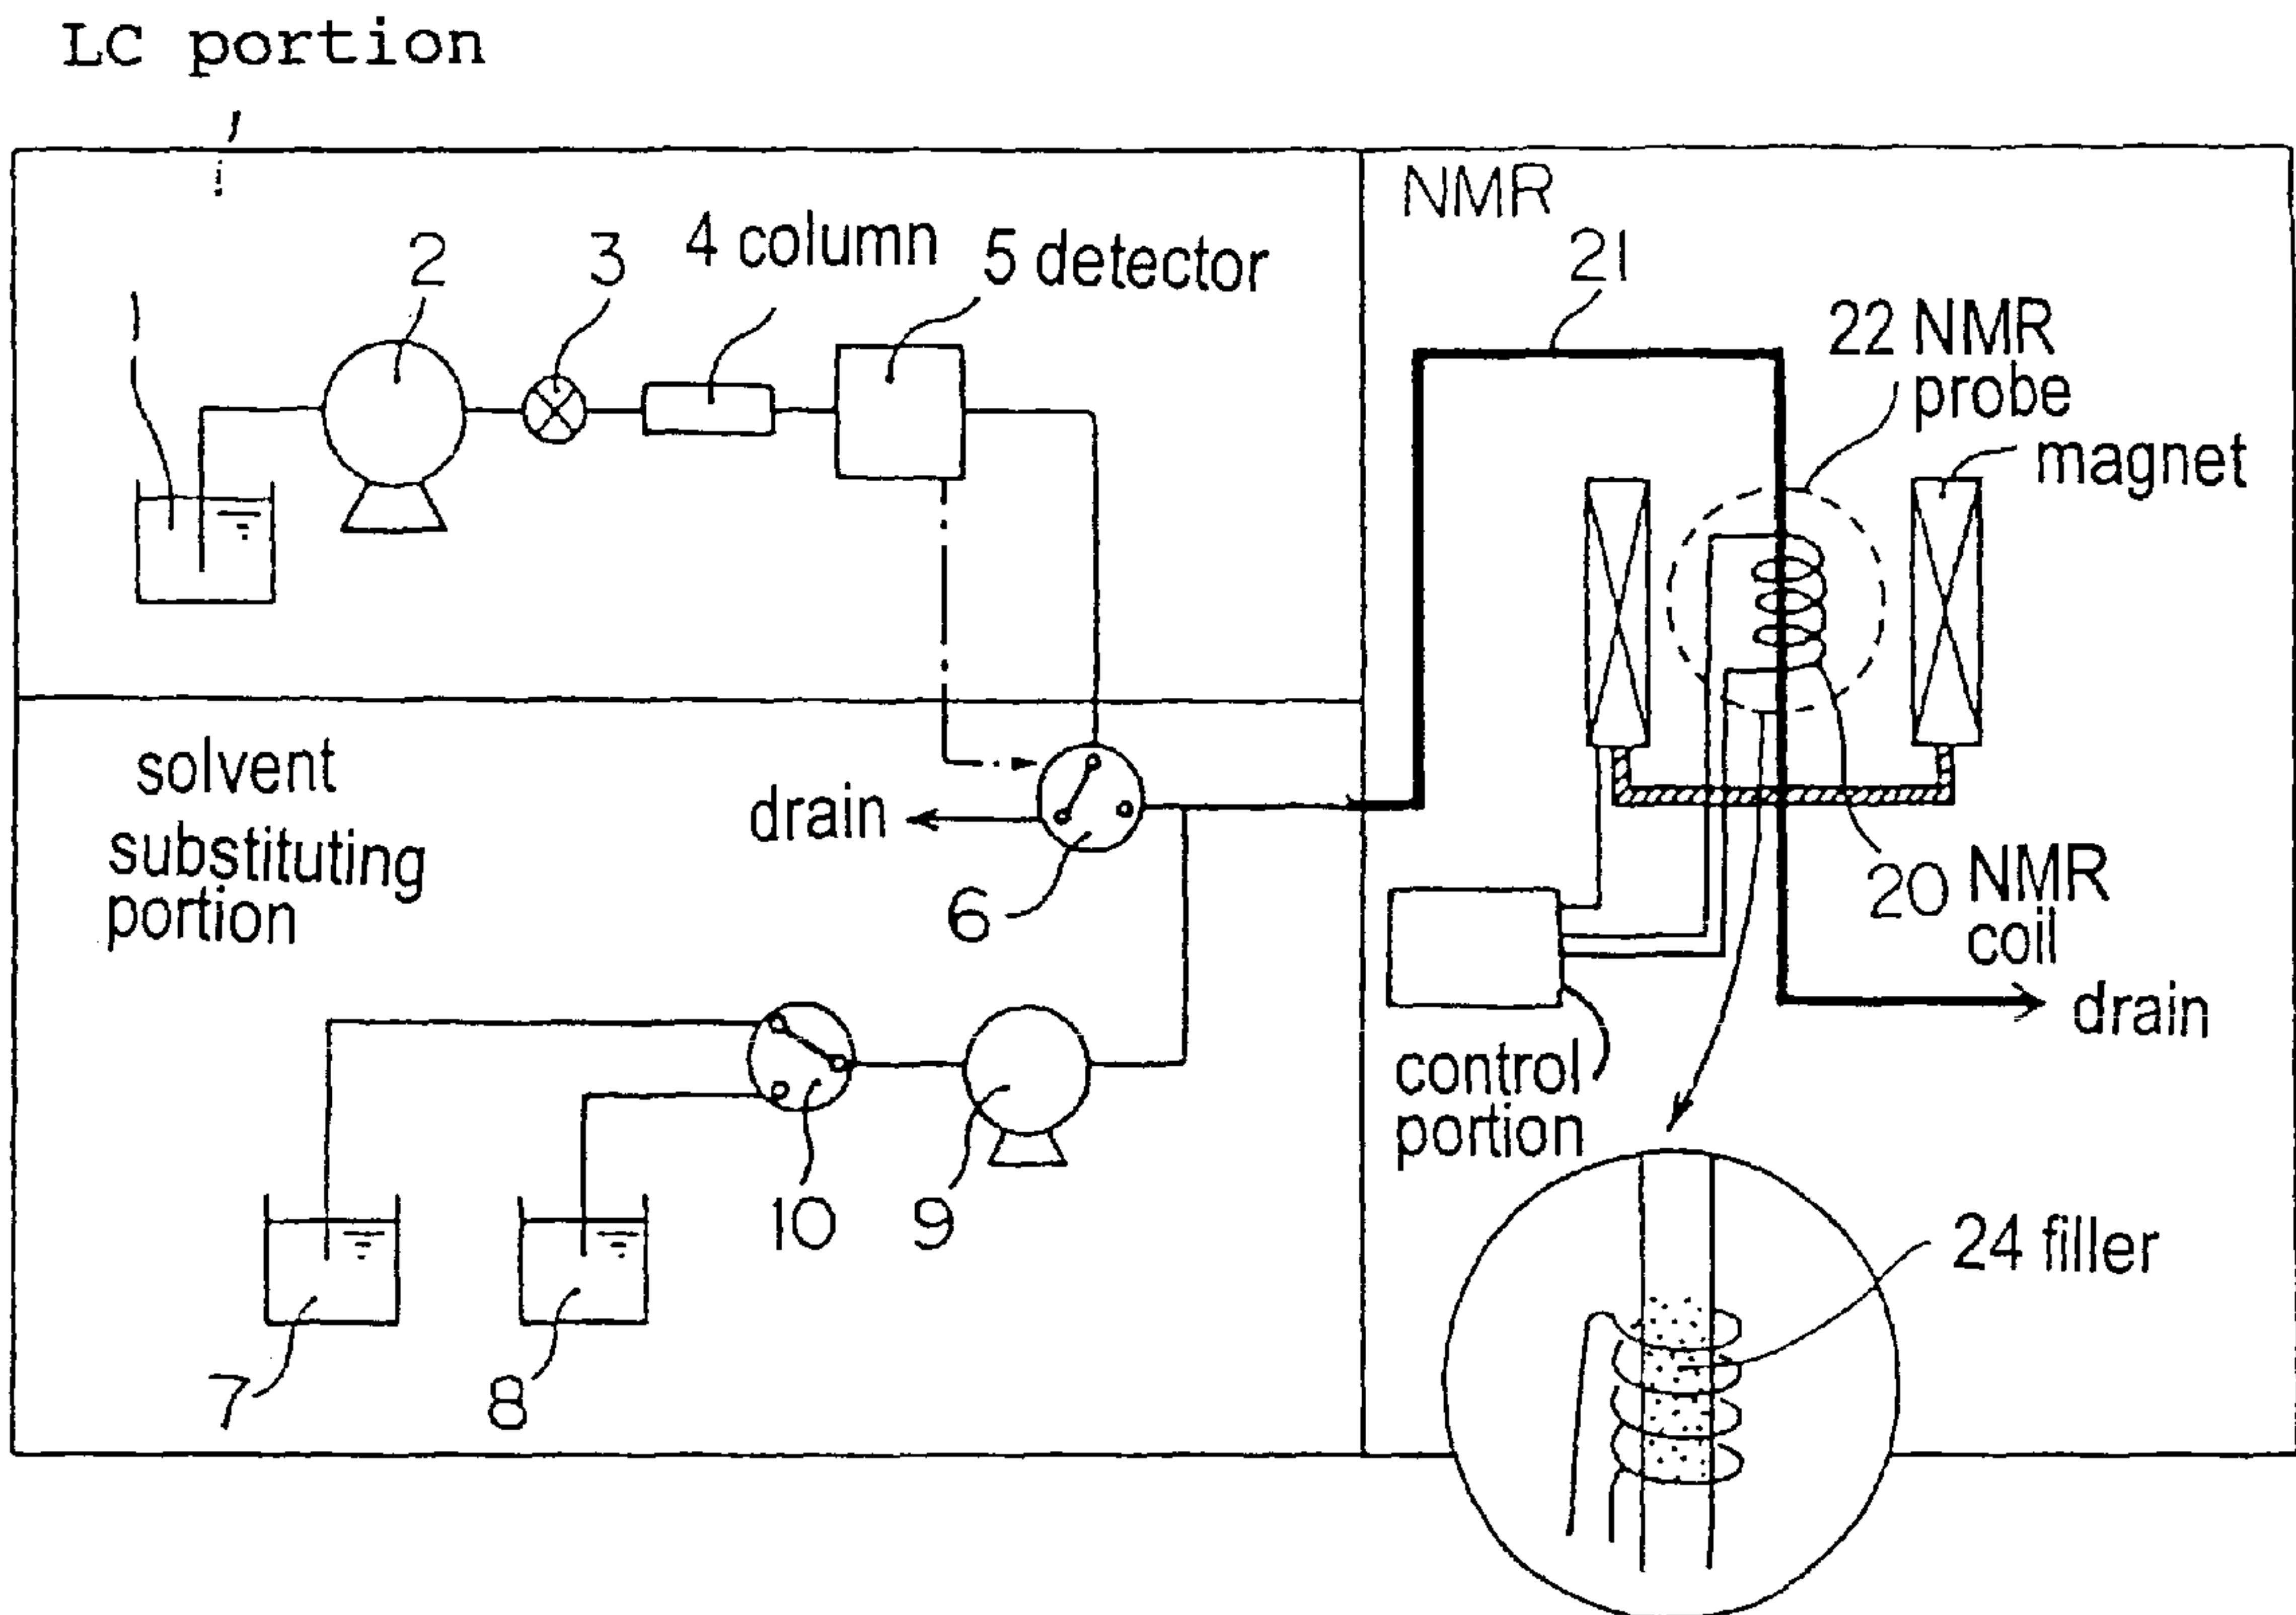 LC portion
NMR
2
3
4 column
5 detector
21
22 NMR
probe
magnet
solvent
substituting
portion
drain
6
20 NMR
coil
drain
control
portion
10
9
24 filler
7
8